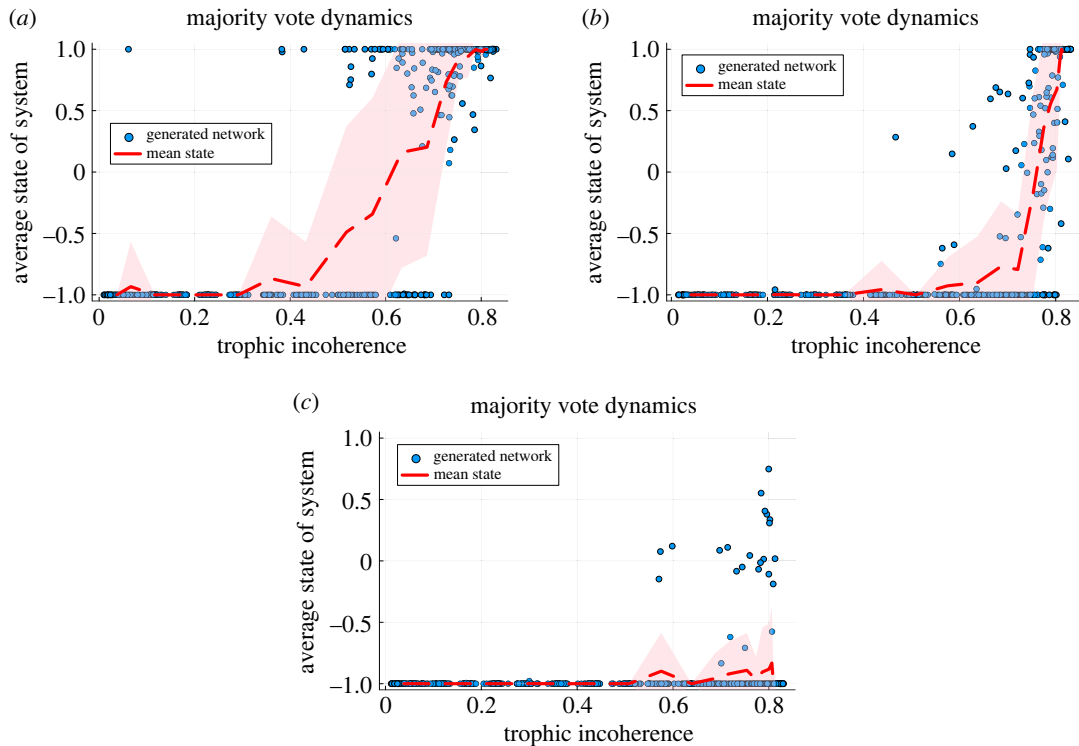 (a)
majority vote dynamics
1.0
0.5
0
–0.5
–1.0
average state of system
generated network
mean state
0 0.2 0.4 0.6 0.8
trophic incoherence
(b)
majority vote dynamics
1.0
0.5
0
–0.5
–1.0
average state of system
generated network
mean state
0 0.2 0.4 0.6 0.8
trophic incoherence
(c)
majority vote dynamics
1.0
0.5
0
–0.5
–1.0
average state of system
generated network
mean state
0 0.2 0.4 0.6 0.8
trophic incoherence